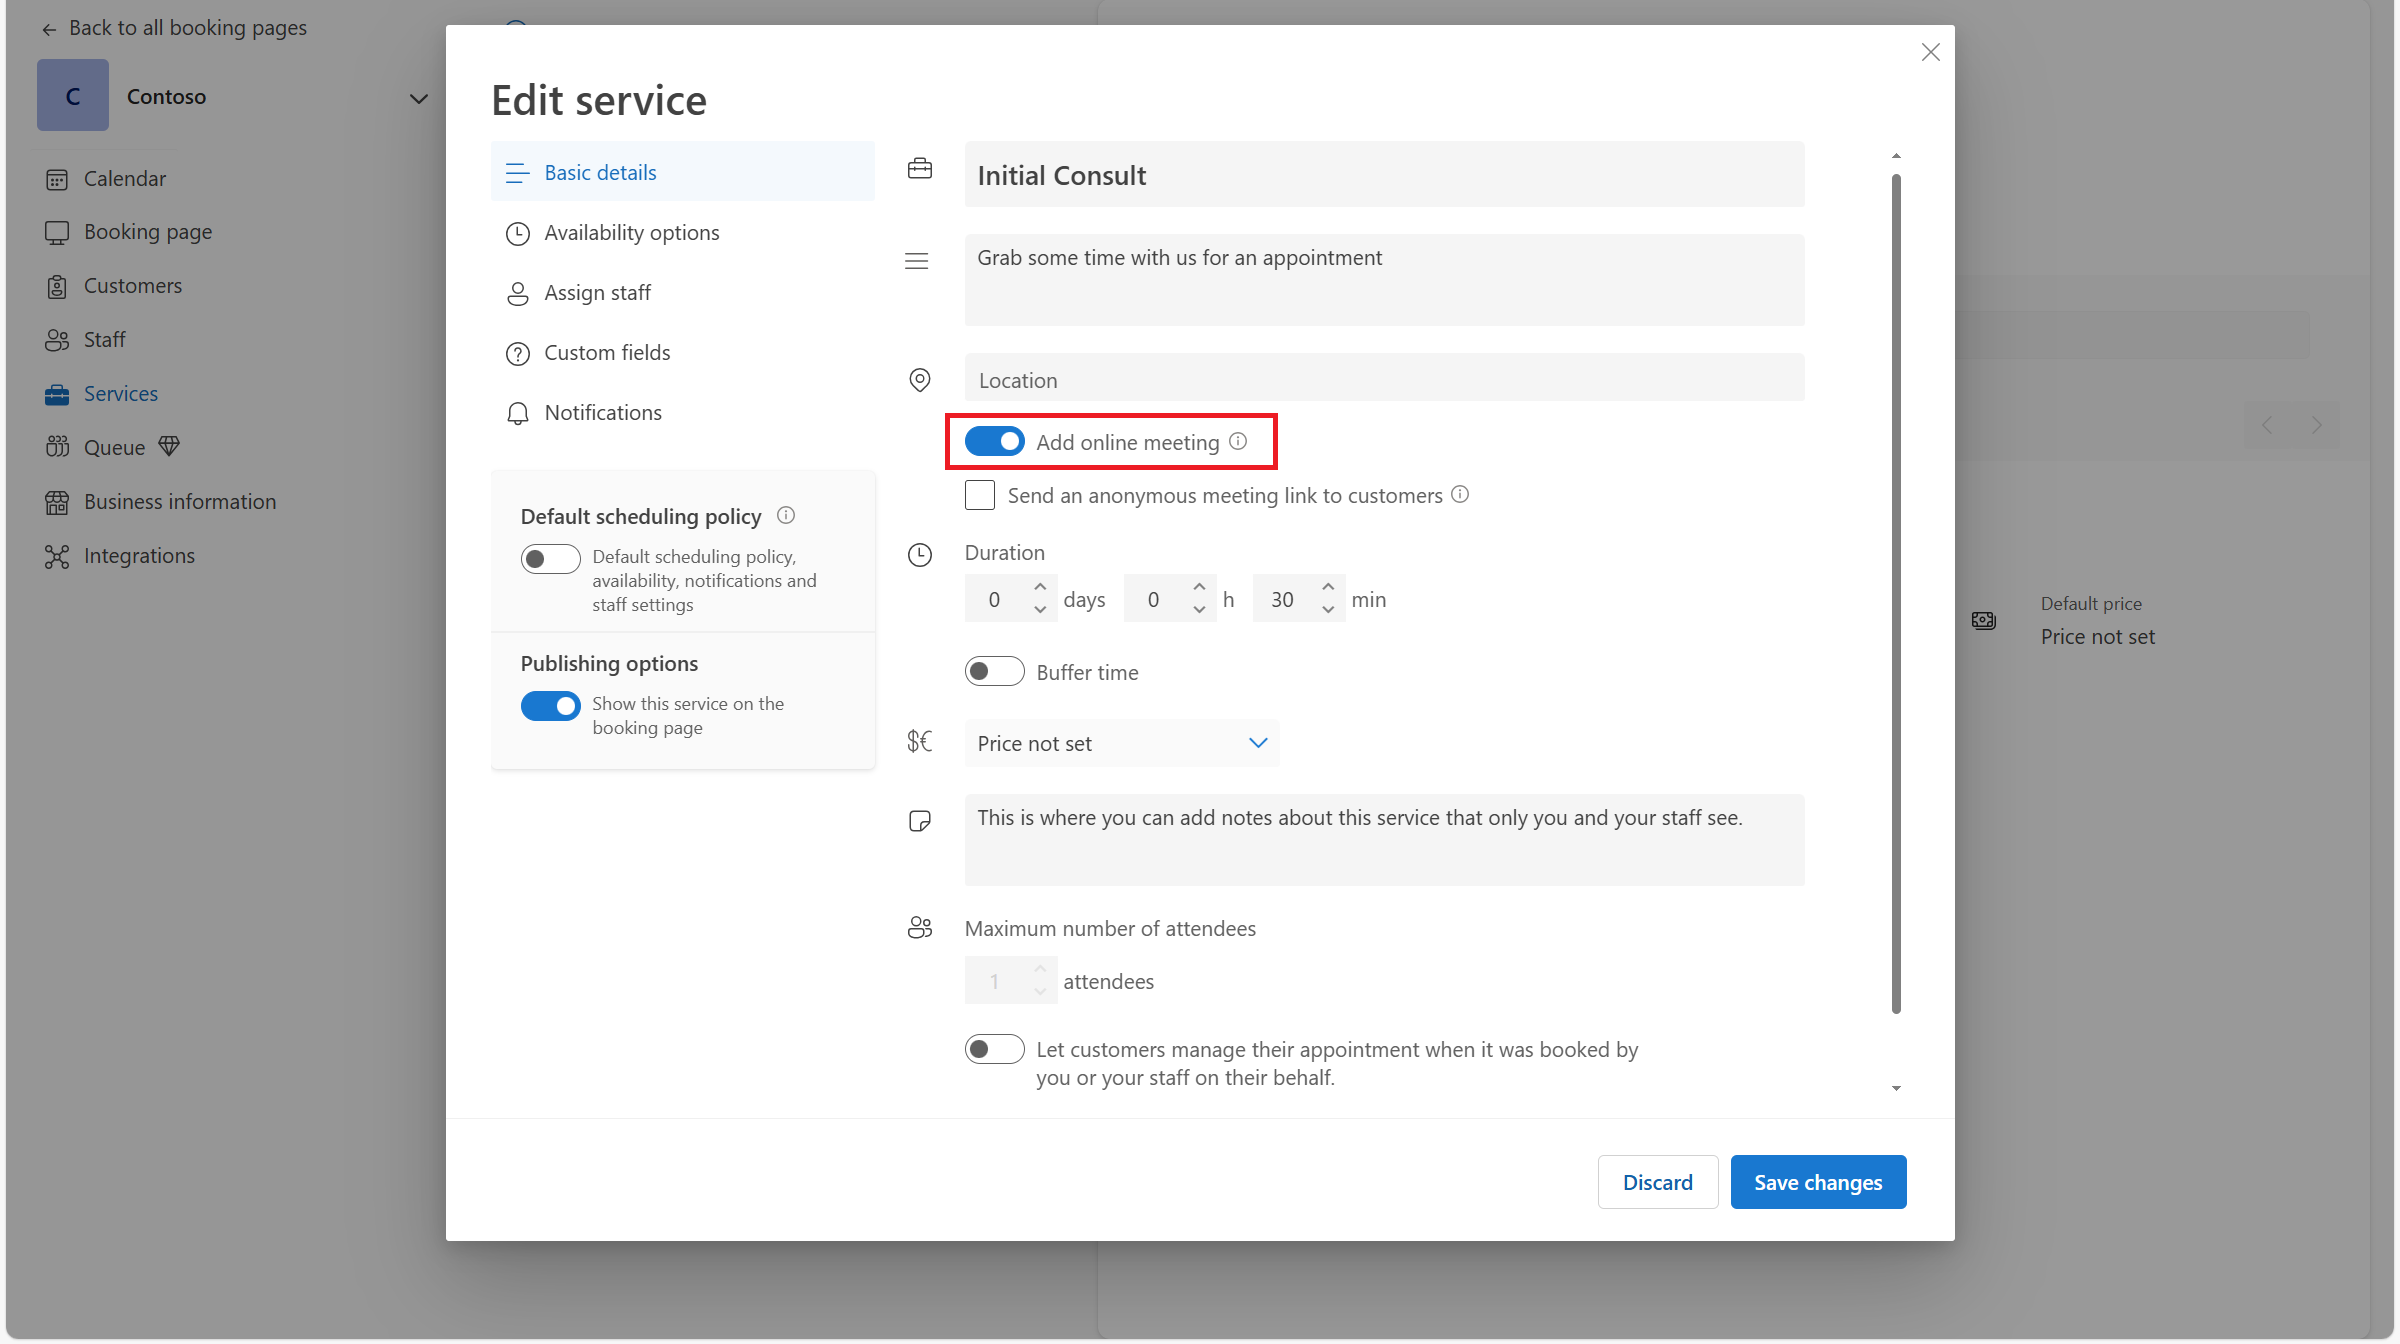 Back to all booking pages
C
Contoso
Calendar
Booking page
Customers
Staff
Services
Queue
Business information
Integrations
Edit service
Basic details
Availability options
Assign staff
Custom fields
Notifications
Default scheduling policy
Default scheduling policy,
availability, notifications and
staff settings
Publishing options
Show this service on the
booking page
Initial Consult
Grab some time with us for an appointment
Location
Add online meeting
Send an anonymous meeting link to customers
Duration
0 days 0 h 30 min
Buffer time
$€ Price not set
This is where you can add notes about this service that only you and your staff see.
Maximum number of attendees
1 attendees
Let customers manage their appointment when it was booked by
you or your staff on their behalf.
Discard
Save changes
Default price
Price not set